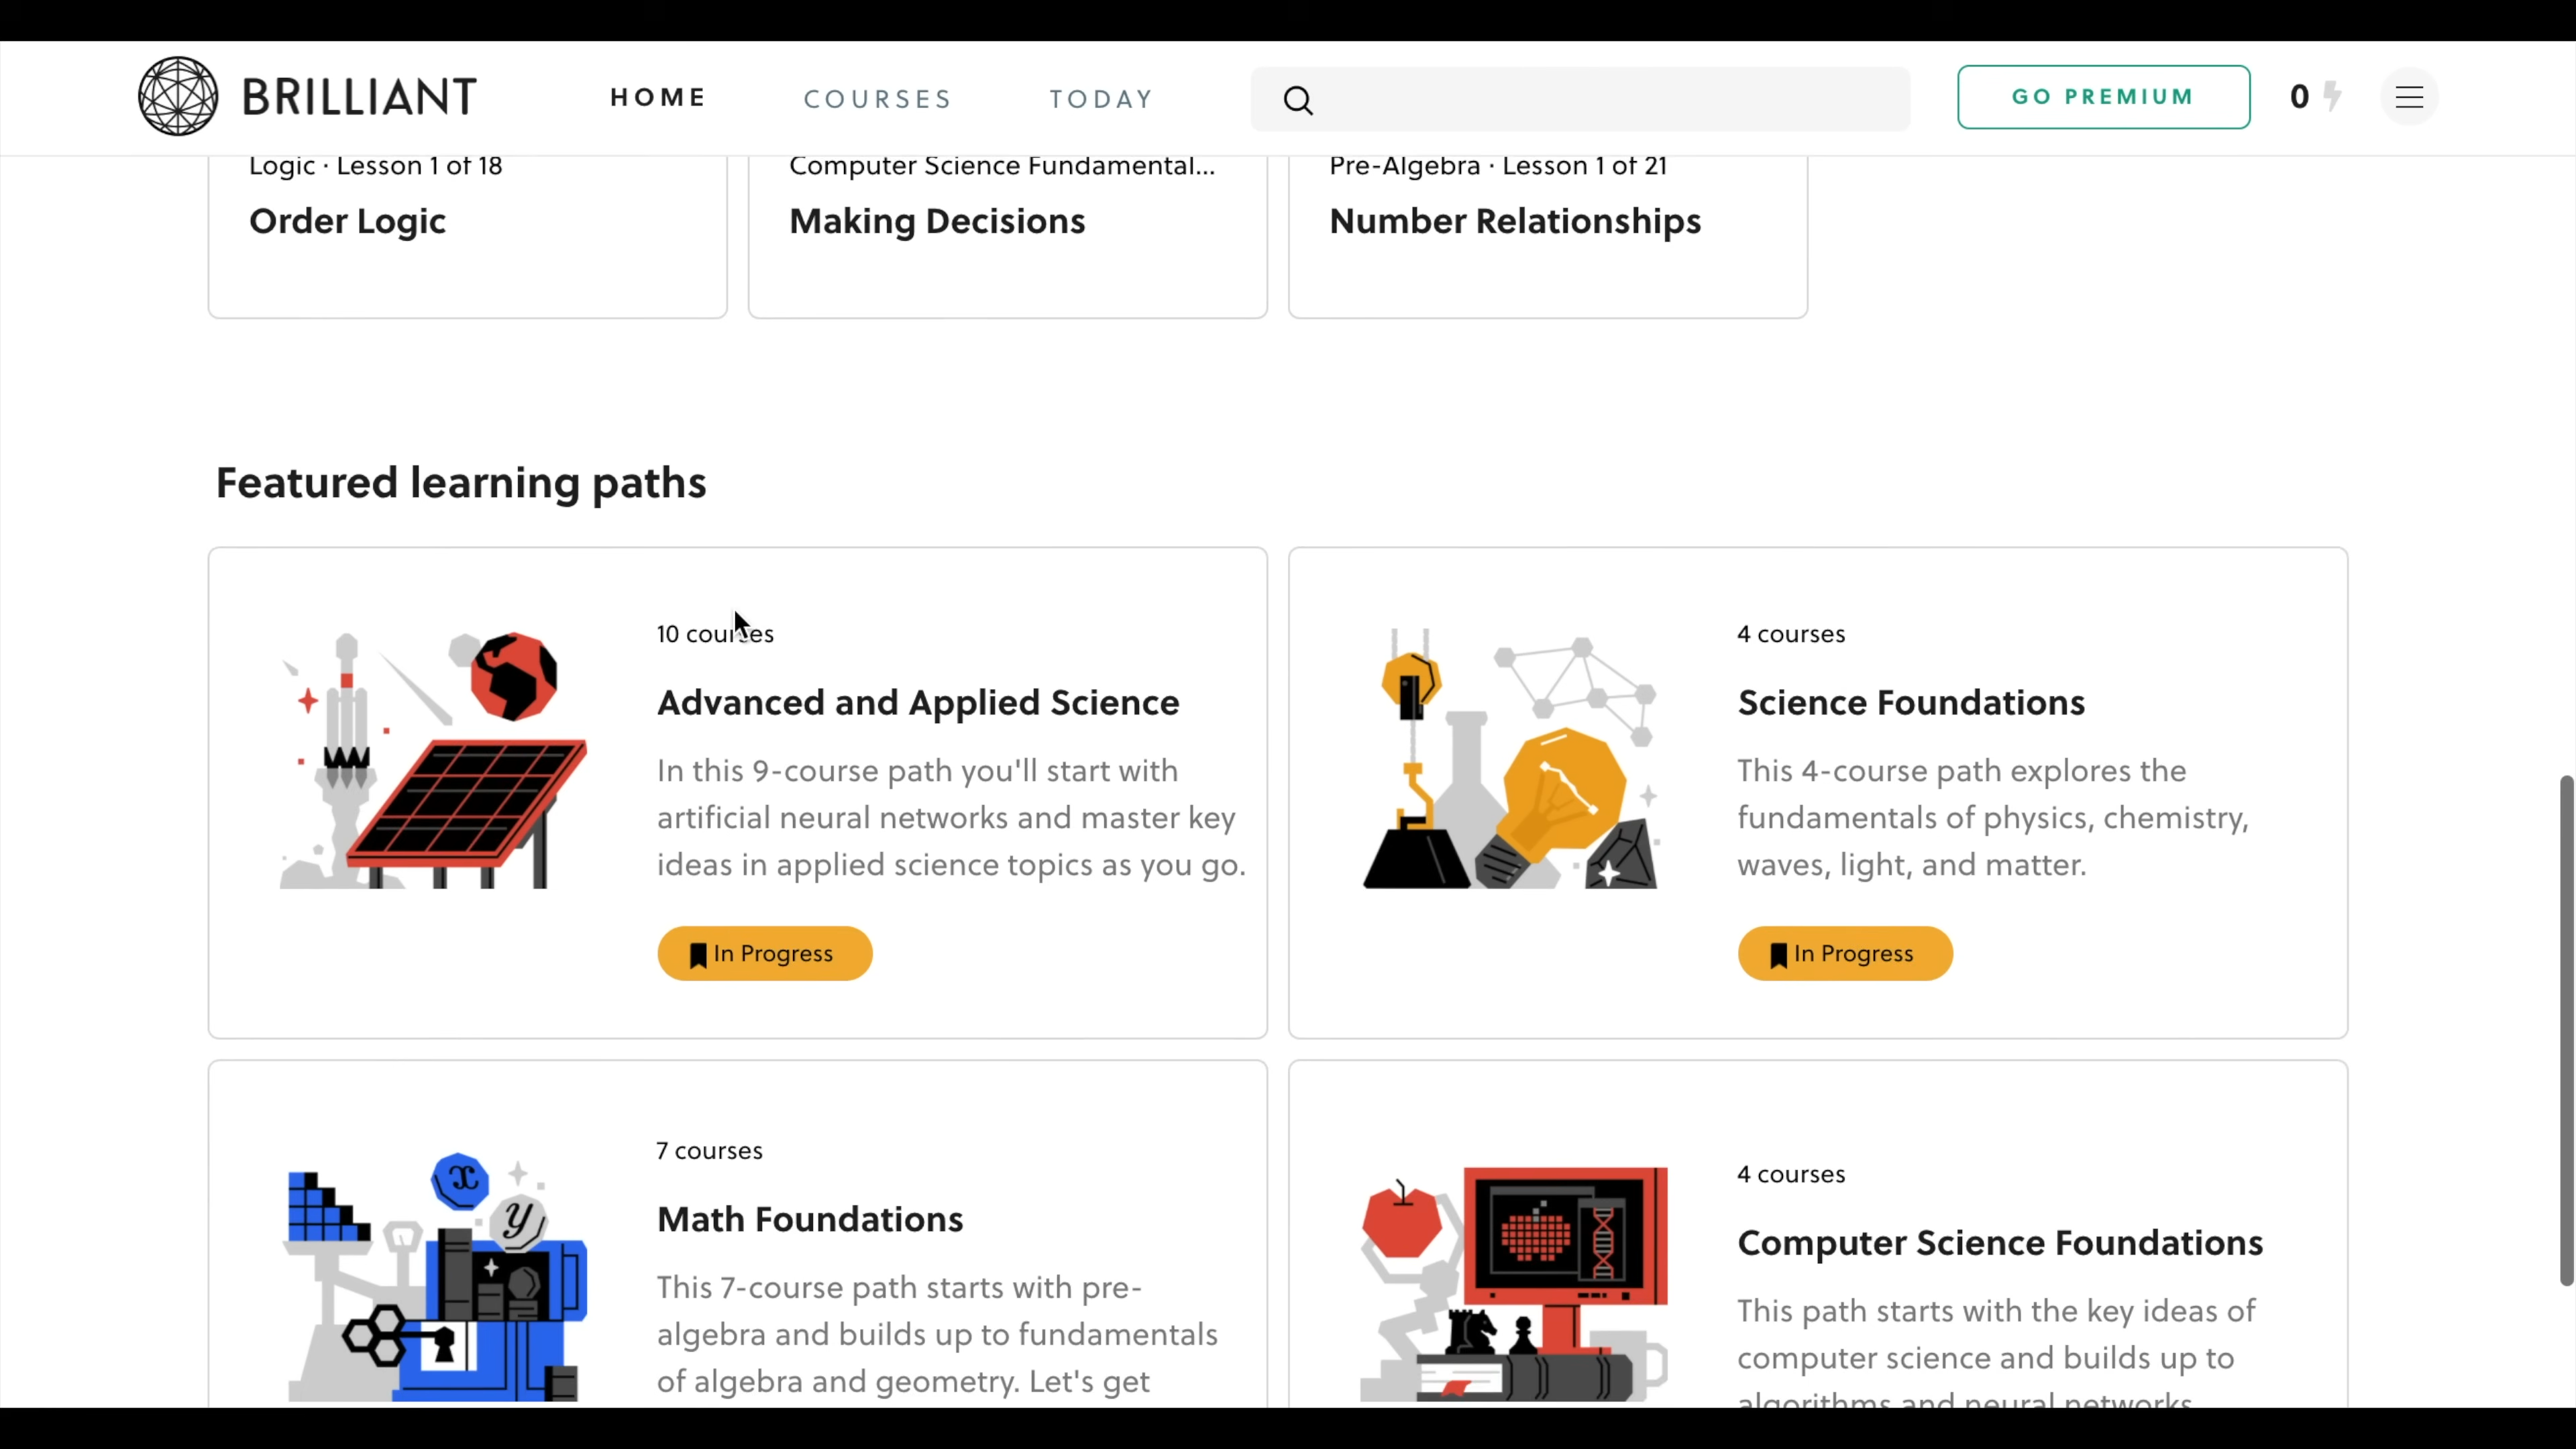 BRILLIANT
HOME
COURSES
TODAY
GO PREMIUM
0
Logic · Lesson 1 of 18
Order Logic
Computer Science Fundamental...
Making Decisions
Pre-Algebra · Lesson 1 of 21
Number Relationships
Featured learning paths
10 courses
Advanced and Applied Science
In this 9-course path you'll start with
artificial neural networks and master key
ideas in applied science topics as you go.
In Progress
4 courses
Science Foundations
This 4-course path explores the
fundamentals of physics, chemistry,
waves, light, and matter.
In Progress
x
y
7 courses
Math Foundations
This 7-course path starts with pre-
algebra and builds up to fundamentals
of algebra and geometry. Let's get
4 courses
Computer Science Foundations
This path starts with the key ideas of
computer science and builds up to
algorithms and neural networks